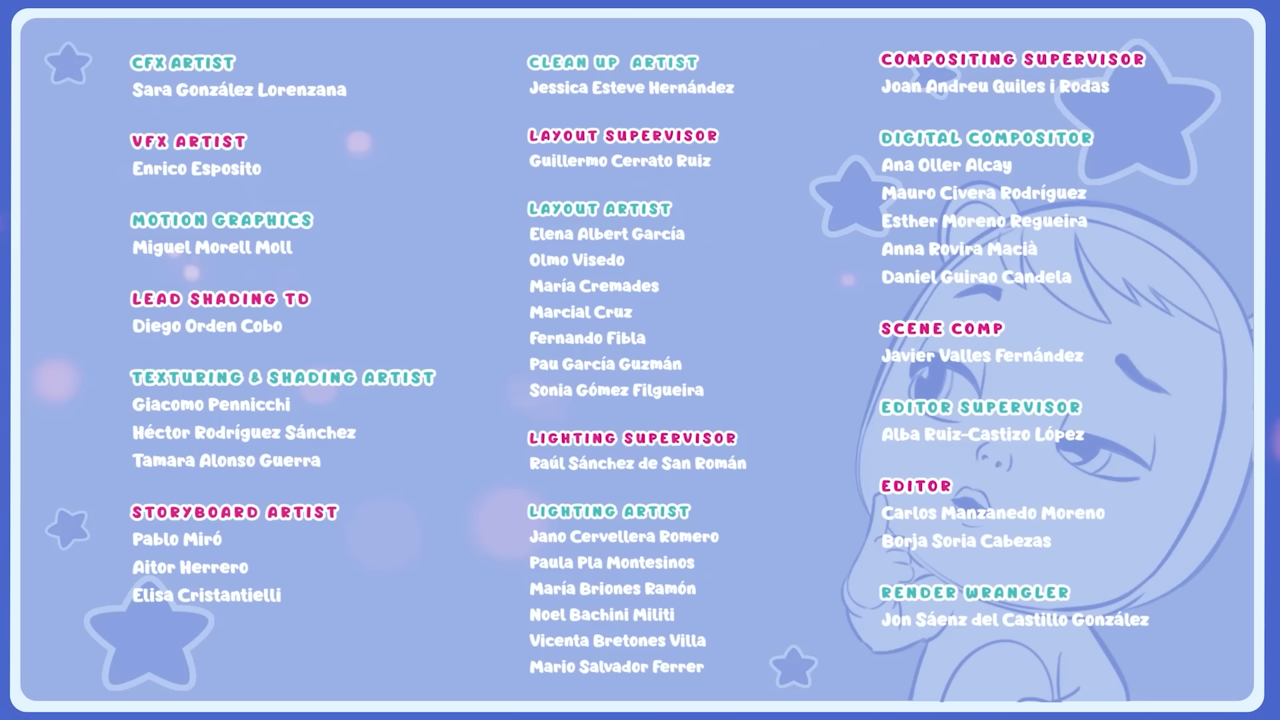 CFX ARTIST
Sara González Lorenzana
VFX ARTIST
Enrico Esposito
MOTION GRAPHICS
Miguel Morell Moll
LEAD SHADING TD
Diego Orden Cobo
TEXTURING & SHADING ARTIST
Giacomo Pennicchi
Héctor Rodríguez Sánchez
Tamara Alonso Guerra
STORYBOARD ARTIST
Pablo Miró
Aitor Herrero
Elisa Cristantielli
CLEAN UP ARTIST
Jessica Esteve Hernández
LAYOUT SUPERVISOR
Guillermo Cerrato Ruiz
LAYOUT ARTIST
Elena Albert García
Olmo Visedo
María Cremades
Marcial Cruz
Fernando Fibla
Pau García Guzmán
Sonia Gómez Filgueira
LIGHTING SUPERVISOR
Raúl Sánchez de San Román
LIGHTING ARTIST
Jano Cervellera Romero
Paula Pla Montesinos
María Briones Ramón
Noel Bachini Militi
Vicenta Bretones Villa
Mario Salvador Ferrer
COMPOSITING SUPERVISOR
Joan Andreu Quiles i Rodas
DIGITAL COMPOSITOR
Ana Oller Alcay
Mauro Civera Rodríguez
Esther Moreno Regueira
Anna Rovira Macià
Daniel Guirao Candela
SCENE COMP
Javier Valles Fernández
EDITOR SUPERVISOR
Alba Ruiz-Castizo López
EDITOR
Carlos Manzanedo Moreno
Borja Soria Cabezas
RENDER WRANGLER
Jon Sáenz del Castillo González